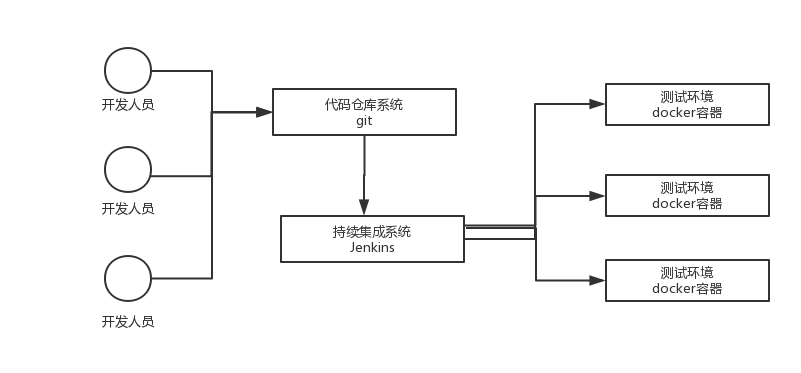 开发人员
开发人员
开发人员
代码仓库系统
git
持续集成系统
Jenkins
测试环境
docker容器
测试环境
docker容器
测试环境
docker容器